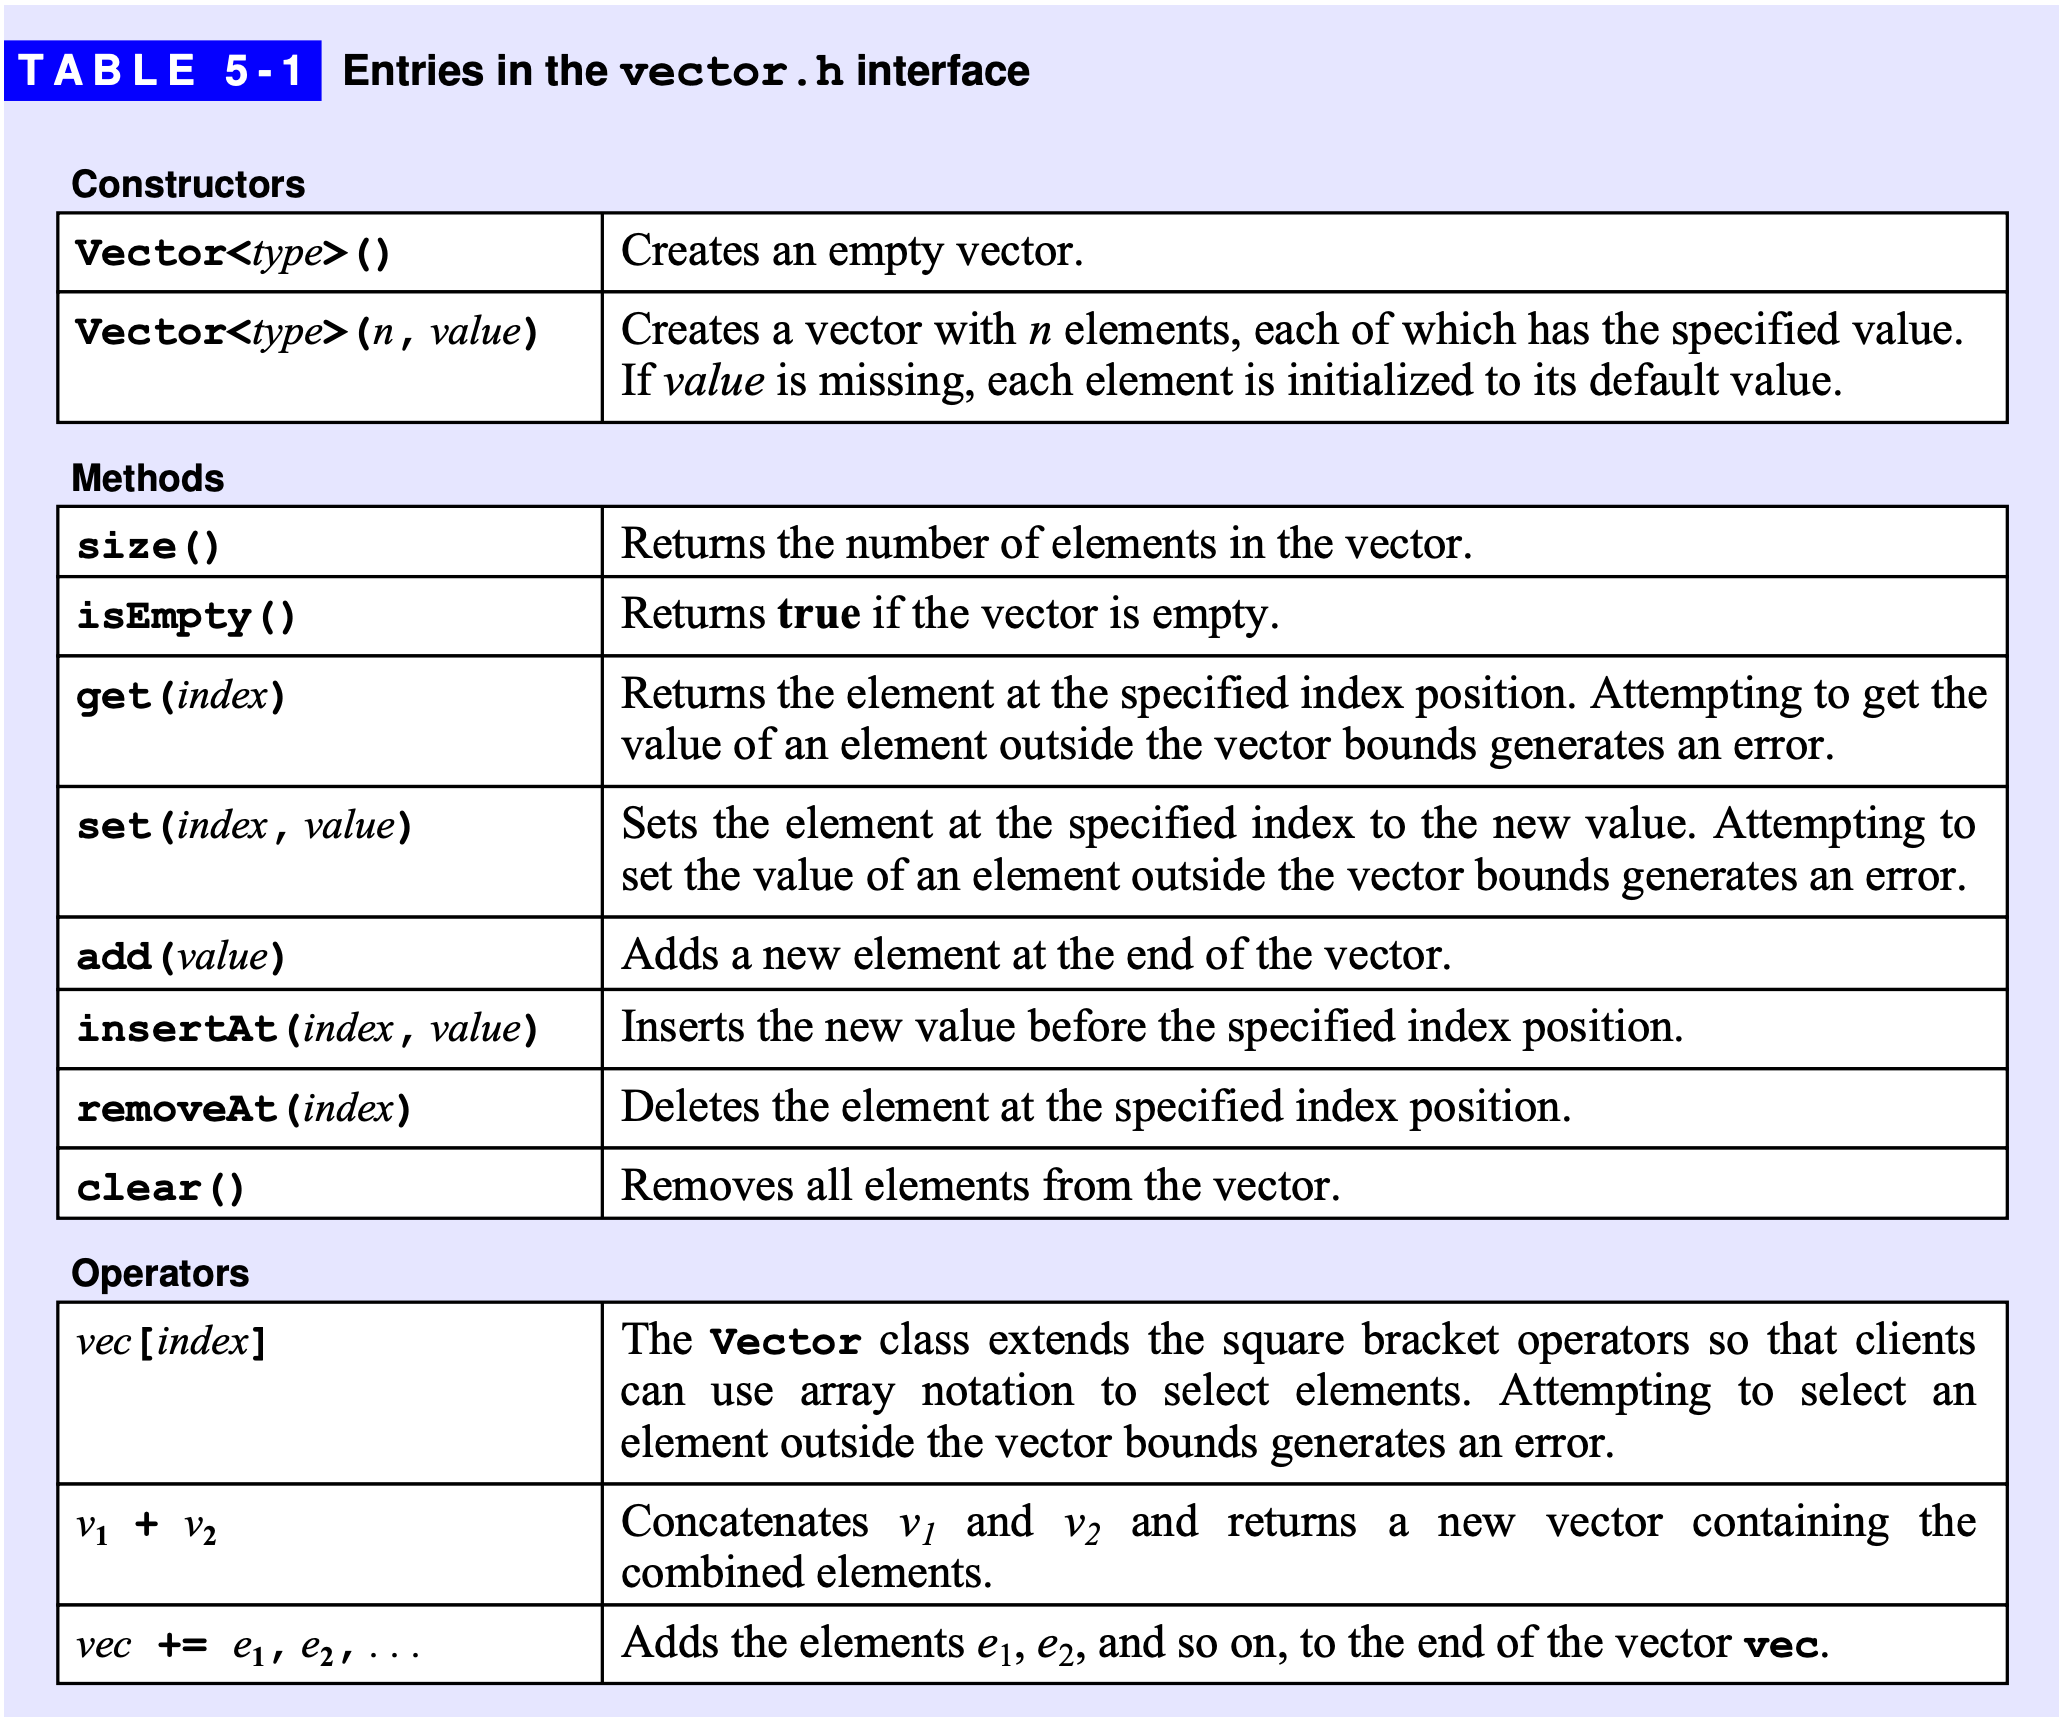 TABLE 5-1 Entries in the vector.h interface
Constructors
Vector<type>() Creates an empty vector.
Vector<type>(n, value) Creates a vector with n elements, each of which has the specified value.
If value is missing, each element is initialized to its default value.
Methods
size() Returns the number of elements in the vector.
isEmpty() Returns true if the vector is empty.
get(index) Returns the element at the specified index position. Attempting to get the
value of an element outside the vector bounds generates an error.
set(index, value) Sets the element at the specified index to the new value. Attempting to
set the value of an element outside the vector bounds generates an error.
add(value) Adds a new element at the end of the vector.
insertAt(index, value) Inserts the new value before the specified index position.
removeAt(index) Deletes the element at the specified index position.
clear() Removes all elements from the vector.
Operators
vec[index] The Vector class extends the square bracket operators so that clients
can use array notation to select elements. Attempting to select an
element outside the vector bounds generates an error.
v₁ + v₂ Concatenates v₁ and v₂ and returns a new vector containing the
combined elements.
vec += e₁, e₂, . . . Adds the elements e₁, e₂, and so on, to the end of the vector vec.